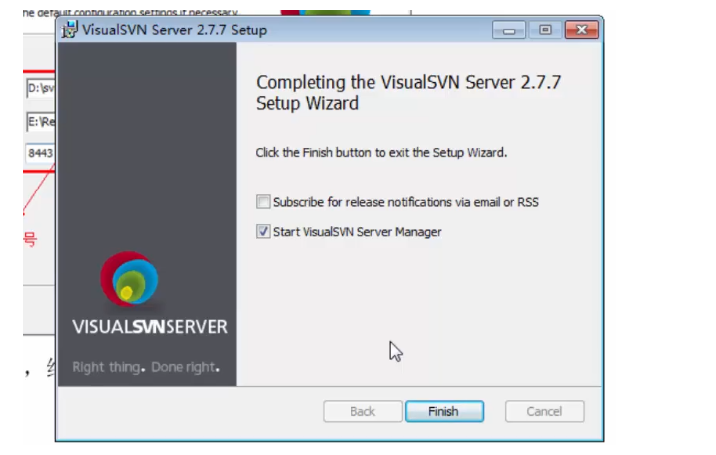 ne default configuration settings if necessary.
VisualSVN Server 2.7.7 Setup
Completing the VisualSVN Server 2.7.7
Setup Wizard
D:\sv
E:\Re
Click the Finish button to exit the Setup Wizard.
8443
Subscribe for release notifications via email or RSS
Start VisualSVN Server Manager
号
VISUALSVNSERVER
Right thing. Done right.
，
Back
Finish
Cancel